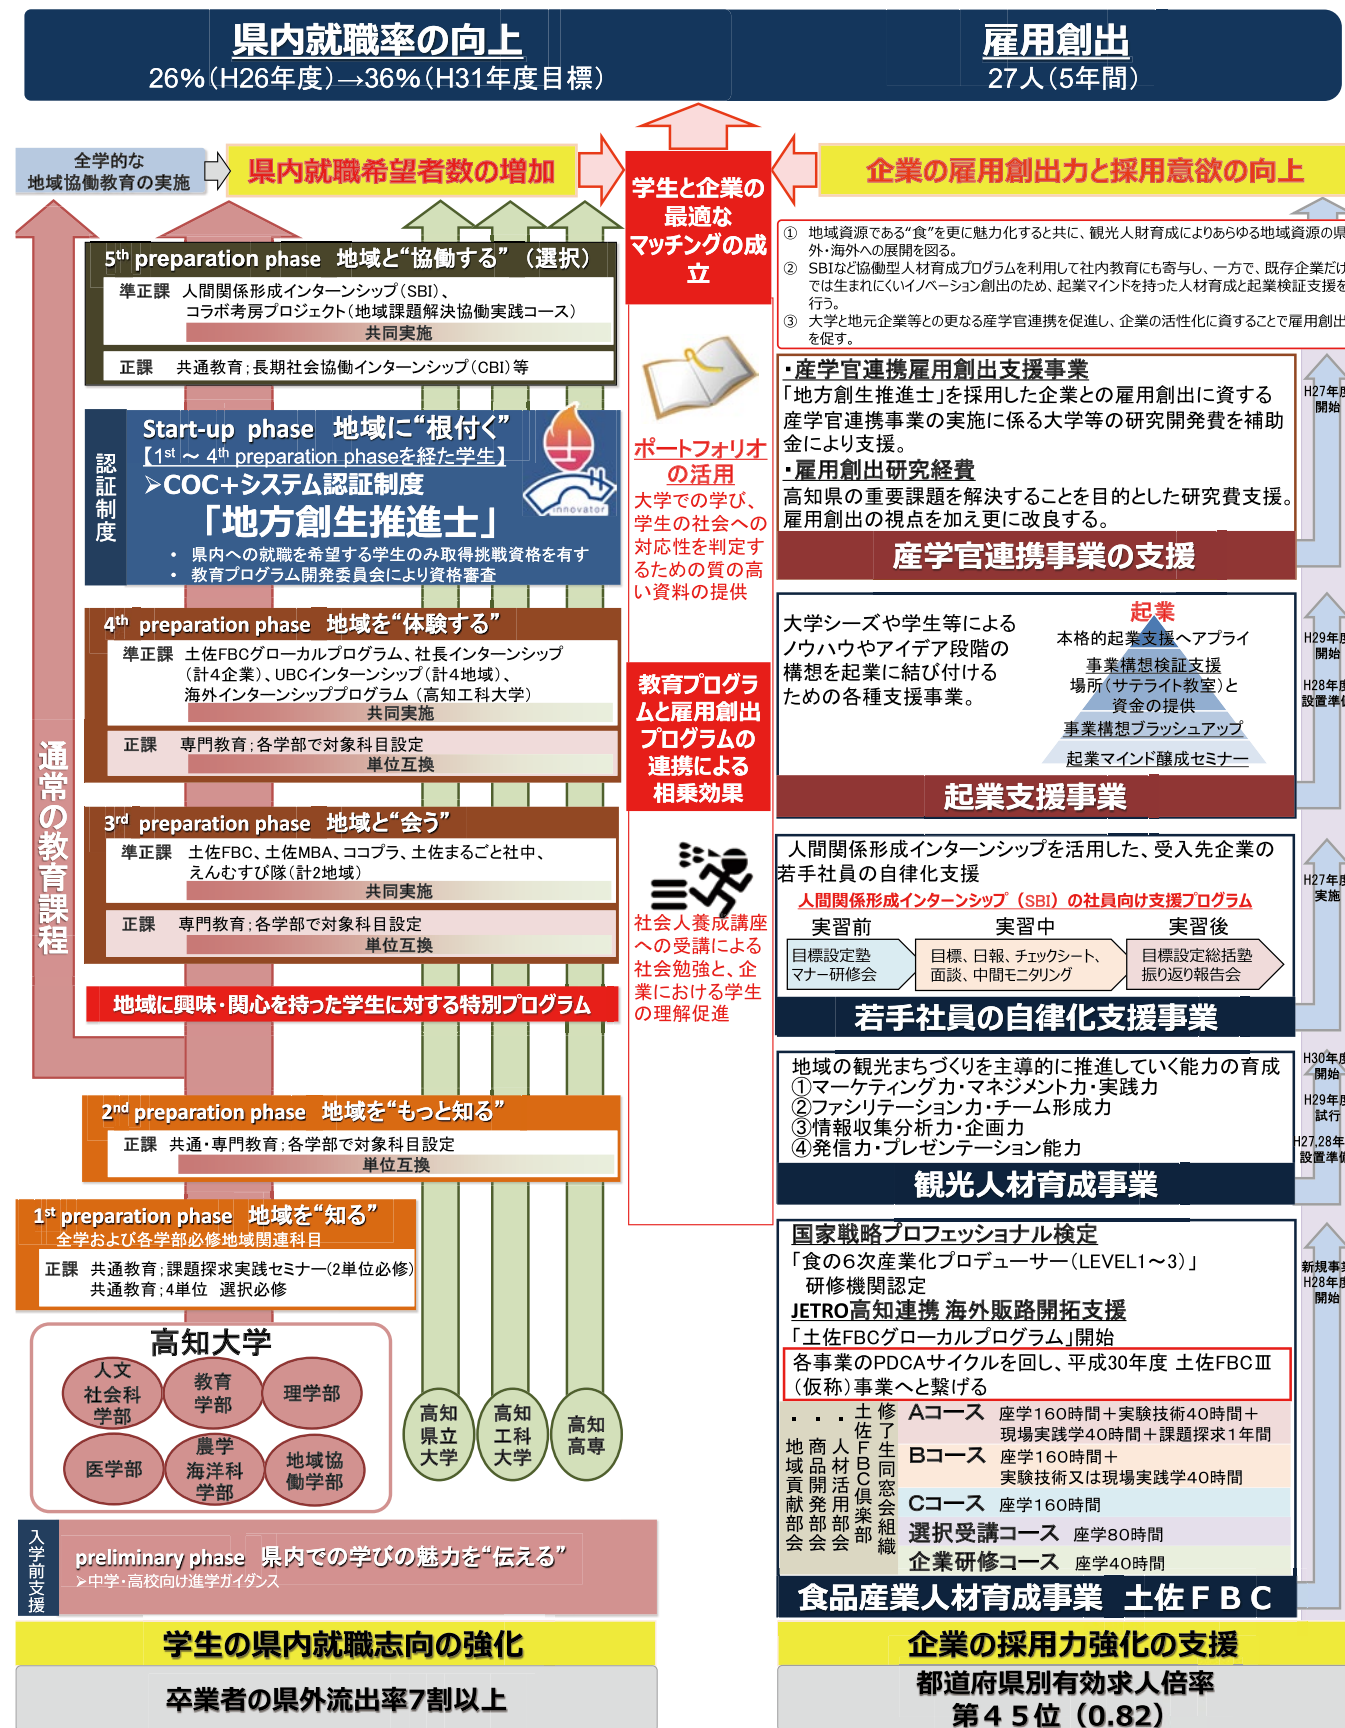 県内就職率の向上
26%(H26年度)→36%(H31年度目標)
雇用創出
27人(5年間)
全学的な
地域協働教育の実施
県内就職希望者数の増加
学生と企業の
最適な
マッチングの成
立
企業の雇用創出力と採用意欲の向上
通常の教育課程
5th preparation phase 地域と“協働する”（選択）
準正課 人間関係形成インターンシップ(SBI)、
コラボ考房プロジェクト(地域課題解決協働実践コース)
共同実施
正課 共通教育;長期社会協働インターンシップ(CBI)等
認証制度
Start-up phase 地域に“根付く”
【1st ～ 4th preparation phaseを経た学生】
➢COC+システム認証制度
「地方創生推進士」
innovator
• 県内への就職を希望する学生のみ取得挑戦資格を有す
• 教育プログラム開発委員会により資格審査
4th preparation phase 地域を“体験する”
準正課 土佐FBCグローカルプログラム、社長インターンシップ
(計4企業)、UBCインターンシップ(計4地域)、
海外インターンシッププログラム (高知工科大学)
共同実施
正課 専門教育;各学部で対象科目設定
単位互換
3rd preparation phase 地域と“会う”
準正課 土佐FBC、土佐MBA、ココプラ、土佐まるごと社中、
えんむすび隊(計2地域)
共同実施
正課 専門教育;各学部で対象科目設定
単位互換
地域に興味・関心を持った学生に対する特別プログラム
2nd preparation phase 地域を“もっと知る”
正課 共通・専門教育;各学部で対象科目設定
単位互換
1st preparation phase 地域を“知る”
全学および各学部必修地域関連科目
正課 共通教育;課題探求実践セミナー(2単位必修)
共通教育;4単位 選択必修
高知大学
人文
社会科
学部
教育
学部
理学部
医学部
農学
海洋科
学部
地域協
働学部
高知
県立
大学
高知
工科
大学
高知
高専
入学前支援
preliminary phase 県内での学びの魅力を“伝える”
➢中学・高校向け進学ガイダンス
学生の県内就職志向の強化
卒業者の県外流出率7割以上
ポートフォリオ
の活用
大学での学び、
学生の社会への
対応性を判定す
るための質の高
い資料の提供
教育プログラ
ムと雇用創出
プログラムの
連携による
相乗効果
社会人養成講座
への受講による
社会勉強と、企
業における学生
の理解促進
① 地域資源である“食”を更に魅力化すると共に、観光人財育成によりあらゆる地域資源の県
外・海外への展開を図る。
② SBIなど協働型人材育成プログラムを利用して社内教育にも寄与し、一方で、既存企業だけ
では生まれにくいイノベーション創出のため、起業マインドを持った人材育成と起業検証支援を
行う。
③ 大学と地元企業等との更なる産学官連携を促進し、企業の活性化に資することで雇用創出
を促す。
・産学官連携雇用創出支援事業
「地方創生推進士」を採用した企業との雇用創出に資する
産学官連携事業の実施に係る大学等の研究開発費を補助
金により支援。
・雇用創出研究経費
高知県の重要課題を解決することを目的とした研究費支援。
雇用創出の視点を加え更に改良する。
産学官連携事業の支援
H27年度
開始
大学シーズや学生等による
ノウハウやアイデア段階の
構想を起業に結び付ける
ための各種支援事業。
起業
本格的起業支援へアプライ
事業構想検証支援
場所(サテライト教室)と
資金の提供
事業構想ブラッシュアップ
起業マインド醸成セミナー
起業支援事業
H29年度
開始
H28年度
設置準備
人間関係形成インターンシップを活用した、受入先企業の
若手社員の自律化支援
人間関係形成インターンシップ（SBI）の社員向け支援プログラム
実習前
実習中
実習後
目標設定塾
マナー研修会
目標、日報、チェックシート、
面談、中間モニタリング
目標設定総括塾
振り返り報告会
若手社員の自律化支援事業
H27年度
実施
地域の観光まちづくりを主導的に推進していく能力の育成
①マーケティング力・マネジメント力・実践力
②ファシリテーション力・チーム形成力
③情報収集分析力・企画力
④発信力・プレゼンテーション能力
観光人材育成事業
H30年度
開始
H29年度
試行
H27,28年
設置準備
国家戦略プロフェッショナル検定
「食の６次産業化プロデューサー(LEVEL1～3)」
研修機関認定
JETRO高知連携 海外販路開拓支援
「土佐FBCグローカルプログラム」開始
各事業のPDCAサイクルを回し、平成30年度 土佐FBCⅢ
(仮称)事業へと繋げる
新規事業
H28年度
開始
修了生同窓会組織
土佐ＦＢＣ倶楽部
・人材活用部会
・商品開発部会
・地域貢献部会
Aコース 座学160時間＋実験技術40時間＋
現場実践学40時間＋課題探求1年間
Bコース 座学160時間＋
実験技術又は現場実践学40時間
Cコース 座学160時間
選択受講コース 座学80時間
企業研修コース 座学40時間
食品産業人材育成事業 土佐ＦＢＣ
企業の採用力強化の支援
都道府県別有効求人倍率
第４５位（0.82）